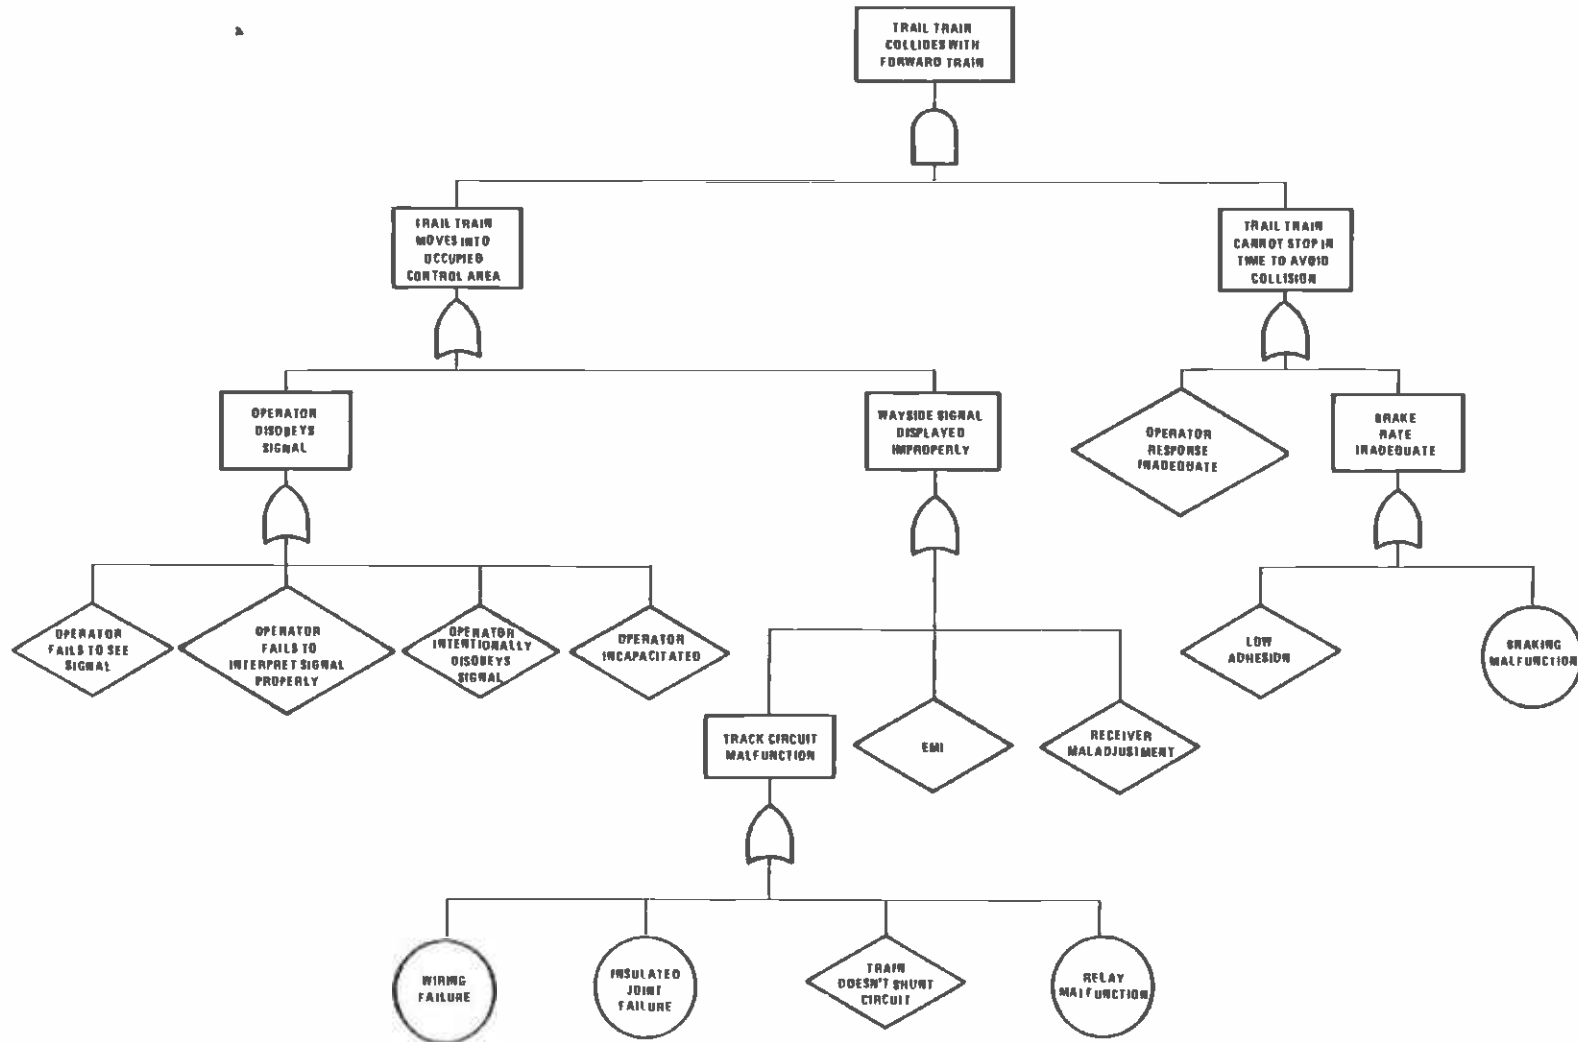 TRAIL TRAIN
COLLIDES WITH
FORWARD TRAIN
TRAIL TRAIN
MOVES INTO
OCCUPIED
CONTROL AREA
TRAIL TRAIN
CANNOT STOP IN
TIME TO AVOID
COLLISION
OPERATOR
DISOBEYS
SIGNAL
WAYSIDE SIGNAL
DISPLAYED
IMPROPERLY
OPERATOR
RESPONSE
INADEQUATE
BRAKE
RATE
INADEQUATE
OPERATOR
FAILS TO SEE
SIGNAL
OPERATOR
FAILS TO
INTERPRET SIGNAL
PROPERLY
OPERATOR
INTENTIONALLY
DISOBEYS
SIGNAL
OPERATOR
INCAPACITATED
LOW
ADHESION
BRAKING
MALFUNCTION
TRACK CIRCUIT
MALFUNCTION
EMI
RECEIVER
MALADJUSTMENT
WIRING
FAILURE
INSULATED
JOINT
FAILURE
TRAIN
DOESN'T SHUNT
CIRCUIT
RELAY
MALFUNCTION